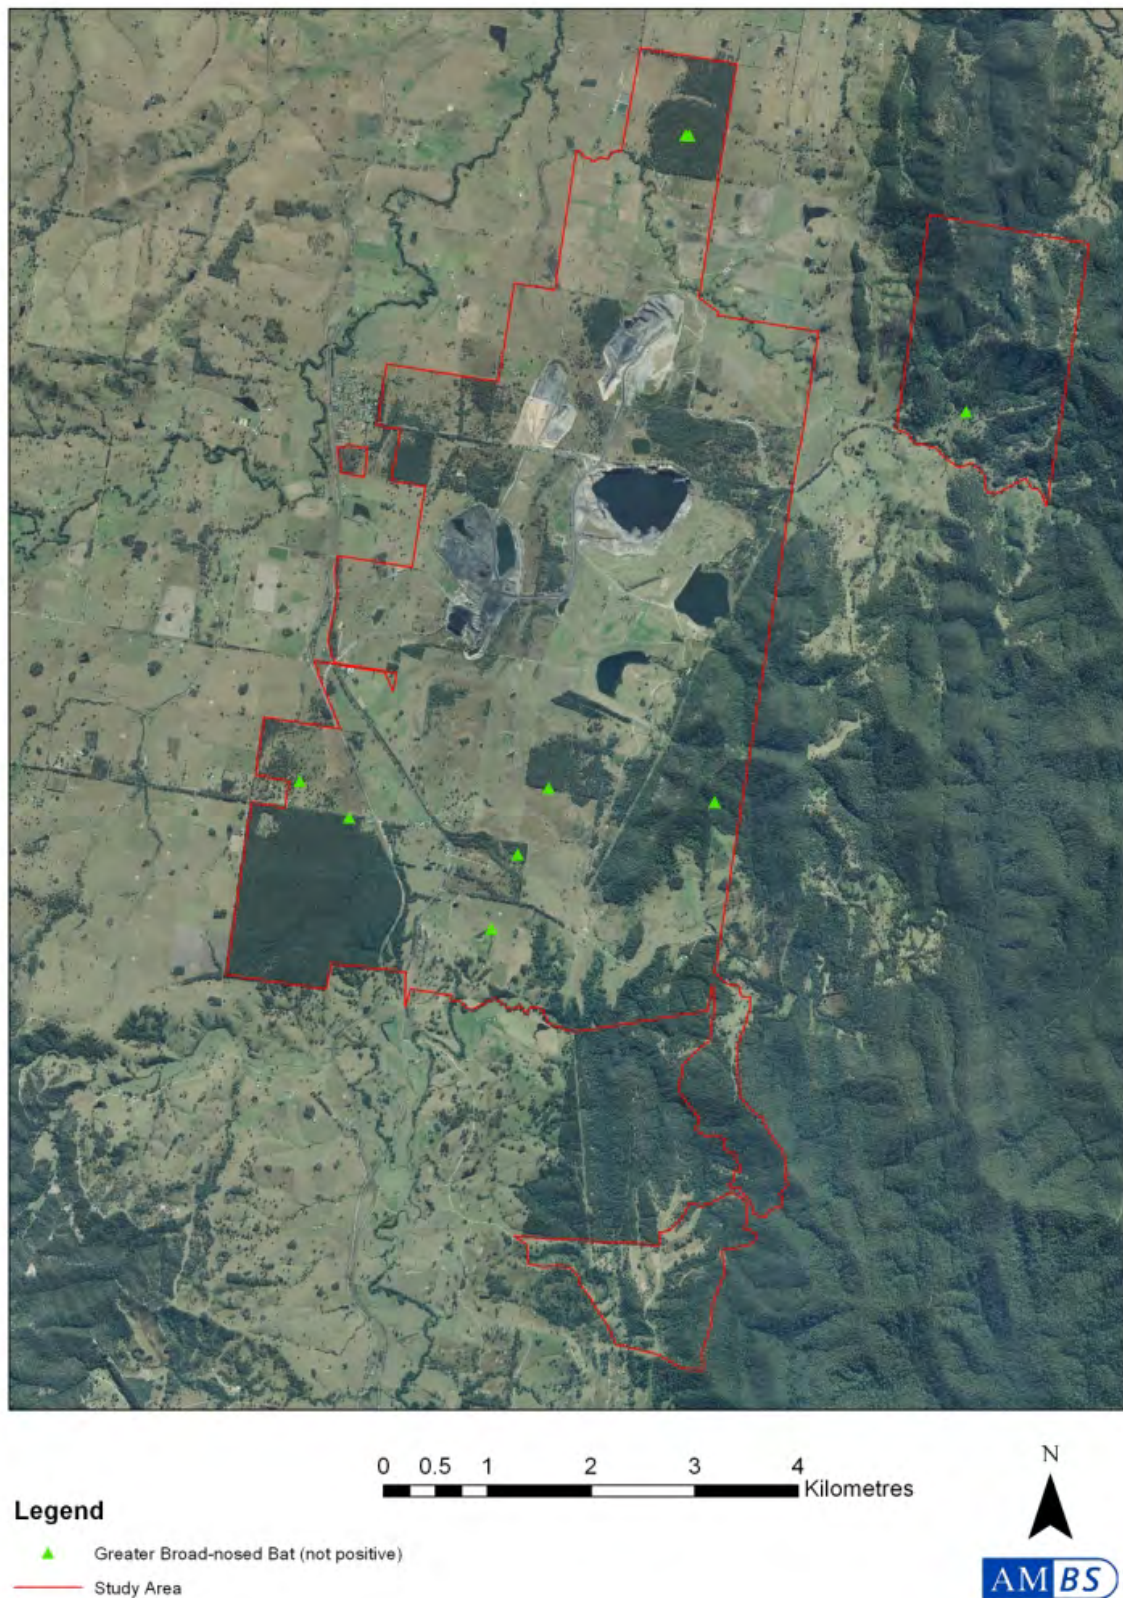 0 0.5 1 2 3 4
Kilometres
N
Legend
Greater Broad-nosed Bat (not positive)
Study Area
AMBS